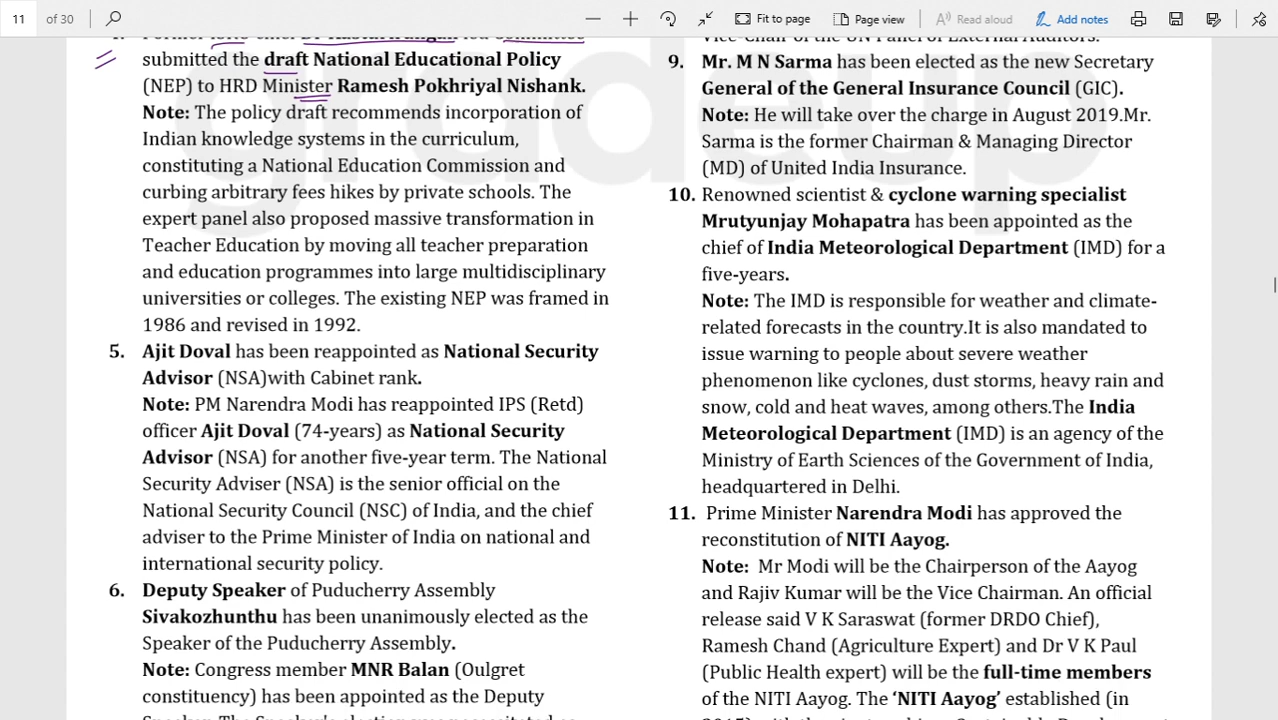 11 of 30
Fit to page
Page view
Read aloud
Add notes
submitted the draft National Educational Policy
(NEP) to HRD Minister Ramesh Pokhriyal Nishank.
Note: The policy draft recommends incorporation of
Indian knowledge systems in the curriculum,
constituting a National Education Commission and
curbing arbitrary fees hikes by private schools. The
expert panel also proposed massive transformation in
Teacher Education by moving all teacher preparation
and education programmes into large multidisciplinary
universities or colleges. The existing NEP was framed in
1986 and revised in 1992.
5. Ajit Doval has been reappointed as National Security
Advisor (NSA)with Cabinet rank.
Note: PM Narendra Modi has reappointed IPS (Retd)
officer Ajit Doval (74-years) as National Security
Advisor (NSA) for another five-year term. The National
Security Adviser (NSA) is the senior official on the
National Security Council (NSC) of India, and the chief
adviser to the Prime Minister of India on national and
international security policy.
6. Deputy Speaker of Puducherry Assembly
Sivakozhunthu has been unanimously elected as the
Speaker of the Puducherry Assembly.
Note: Congress member MNR Balan (Oulgret
constituency) has been appointed as the Deputy
Vice-Chair of the UN Panel of External Auditors.
9. Mr. M N Sarma has been elected as the new Secretary
General of the General Insurance Council (GIC).
Note: He will take over the charge in August 2019.Mr.
Sarma is the former Chairman & Managing Director
(MD) of United India Insurance.
10. Renowned scientist & cyclone warning specialist
Mrutyunjay Mohapatra has been appointed as the
chief of India Meteorological Department (IMD) for a
five-years.
Note: The IMD is responsible for weather and climate-
related forecasts in the country.It is also mandated to
issue warning to people about severe weather
phenomenon like cyclones, dust storms, heavy rain and
snow, cold and heat waves, among others.The India
Meteorological Department (IMD) is an agency of the
Ministry of Earth Sciences of the Government of India,
headquartered in Delhi.
11. Prime Minister Narendra Modi has approved the
reconstitution of NITI Aayog.
Note: Mr Modi will be the Chairperson of the Aayog
and Rajiv Kumar will be the Vice Chairman. An official
release said V K Saraswat (former DRDO Chief),
Ramesh Chand (Agriculture Expert) and Dr V K Paul
(Public Health expert) will be the full-time members
of the NITI Aayog. The ‘NITI Aayog’ established (in
gradeup